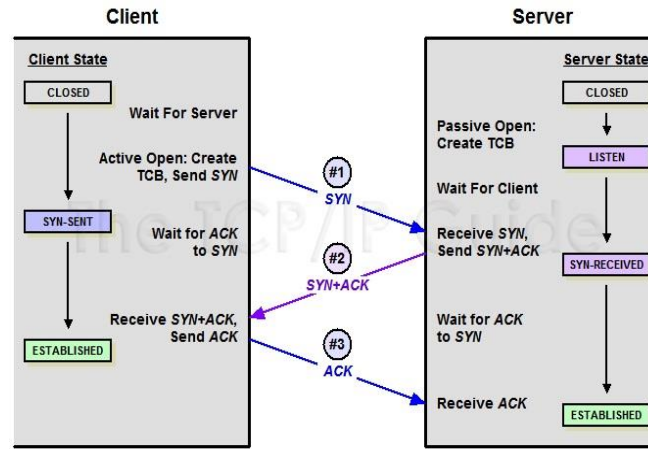 Client
Server
Client State
Server State
CLOSED
CLOSED
Wait For Server
Passive Open:
Create TCB
Active Open: Create
TCB, Send SYN
#1
SYN
LISTEN
Wait For Client
The TCP/IP Guide
SYN-SENT
Wait for ACK
to SYN
#2
SYN+ACK
Receive SYN,
Send SYN+ACK
SYN-RECEIVED
Receive SYN+ACK,
Send ACK
#3
ACK
Wait for ACK
to SYN
ESTABLISHED
Receive ACK
ESTABLISHED